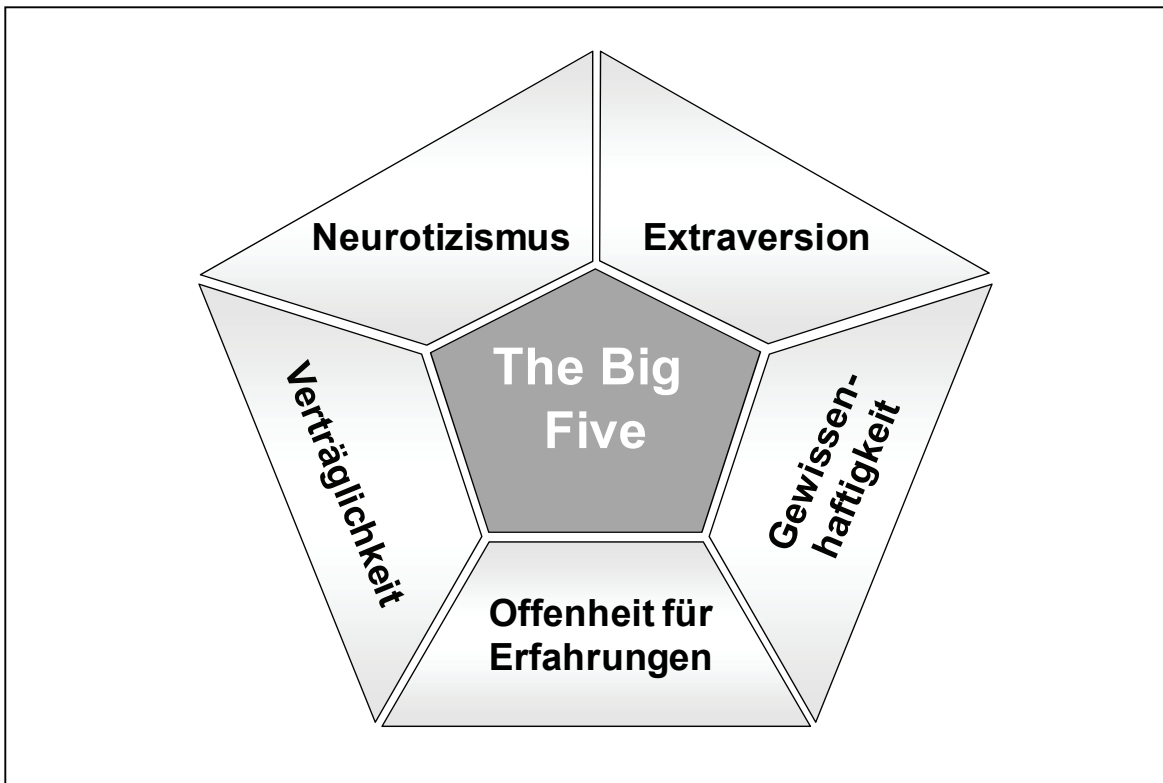 Neurotizismus
Extraversion
The Big
Five
Verträglichkeit
Gewissen-
haftigkeit
Offenheit für
Erfahrungen